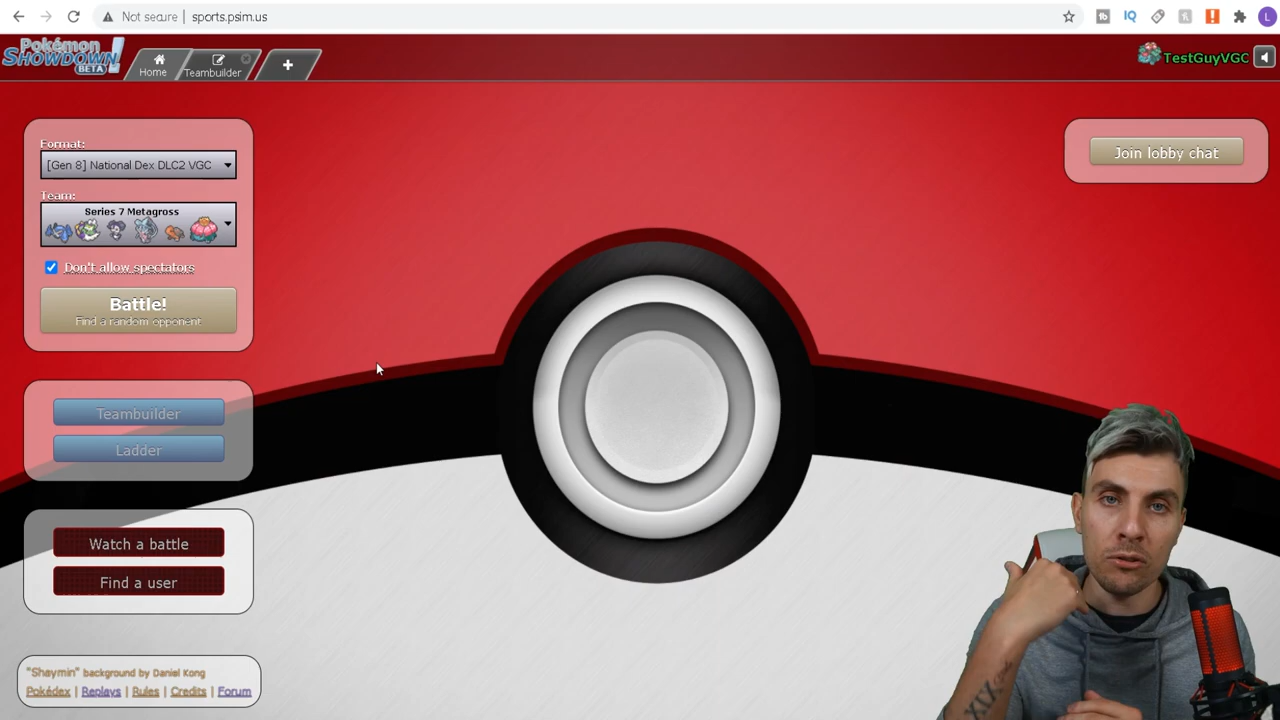 Not secure | sports.psim.us
Pokémon
SHOWDOWN!
BETA
Home
Teambuilder
+
TestGuyVGC
Format:
[Gen 8] National Dex DLC2 VGC
Team:
Series 7 Metagross
Don't allow spectators
Battle!
Find a random opponent
Join lobby chat
Teambuilder
Ladder
Watch a battle
Find a user
"Shaymin" background by Daniel Kong
Pokédex | Replays | Rules | Credits | Forum
XIX
IQ
L